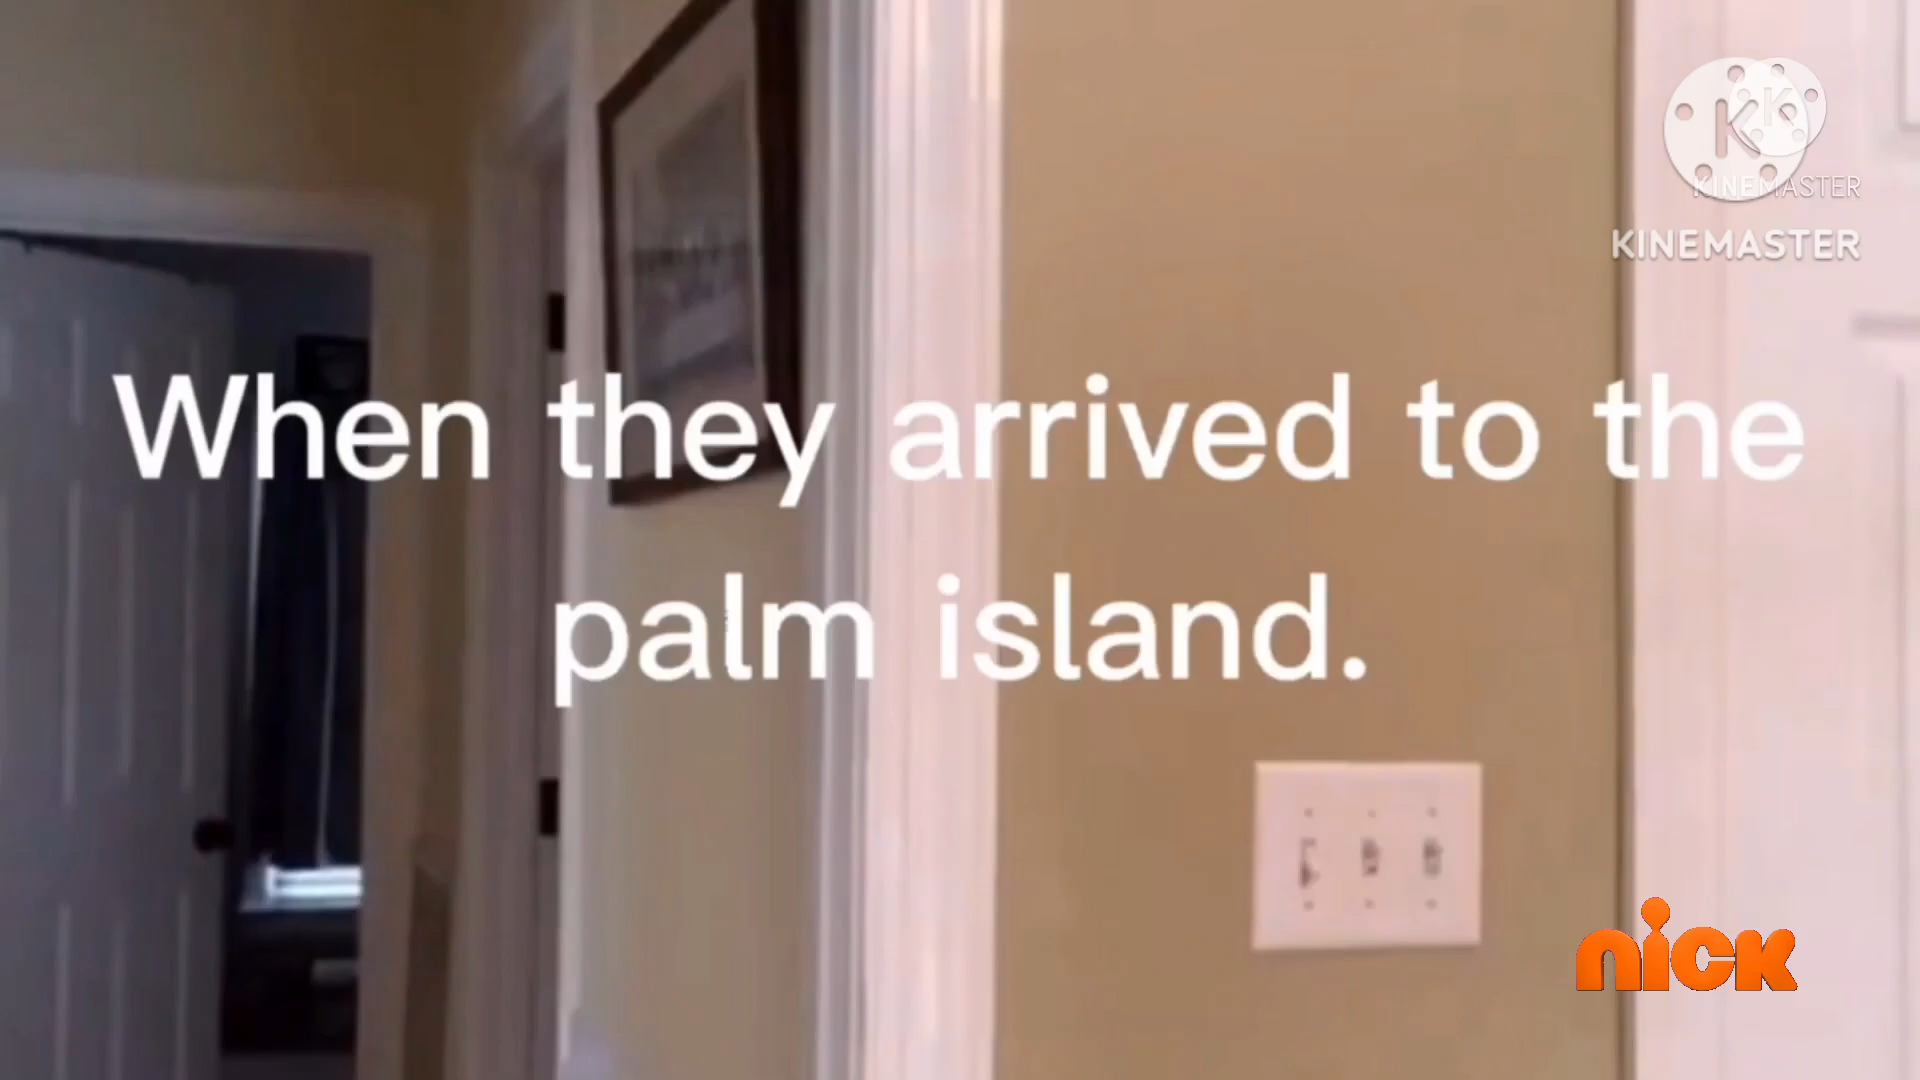 KINEMASTER
KINEMASTER
When they arrived to the
palm island.
nick